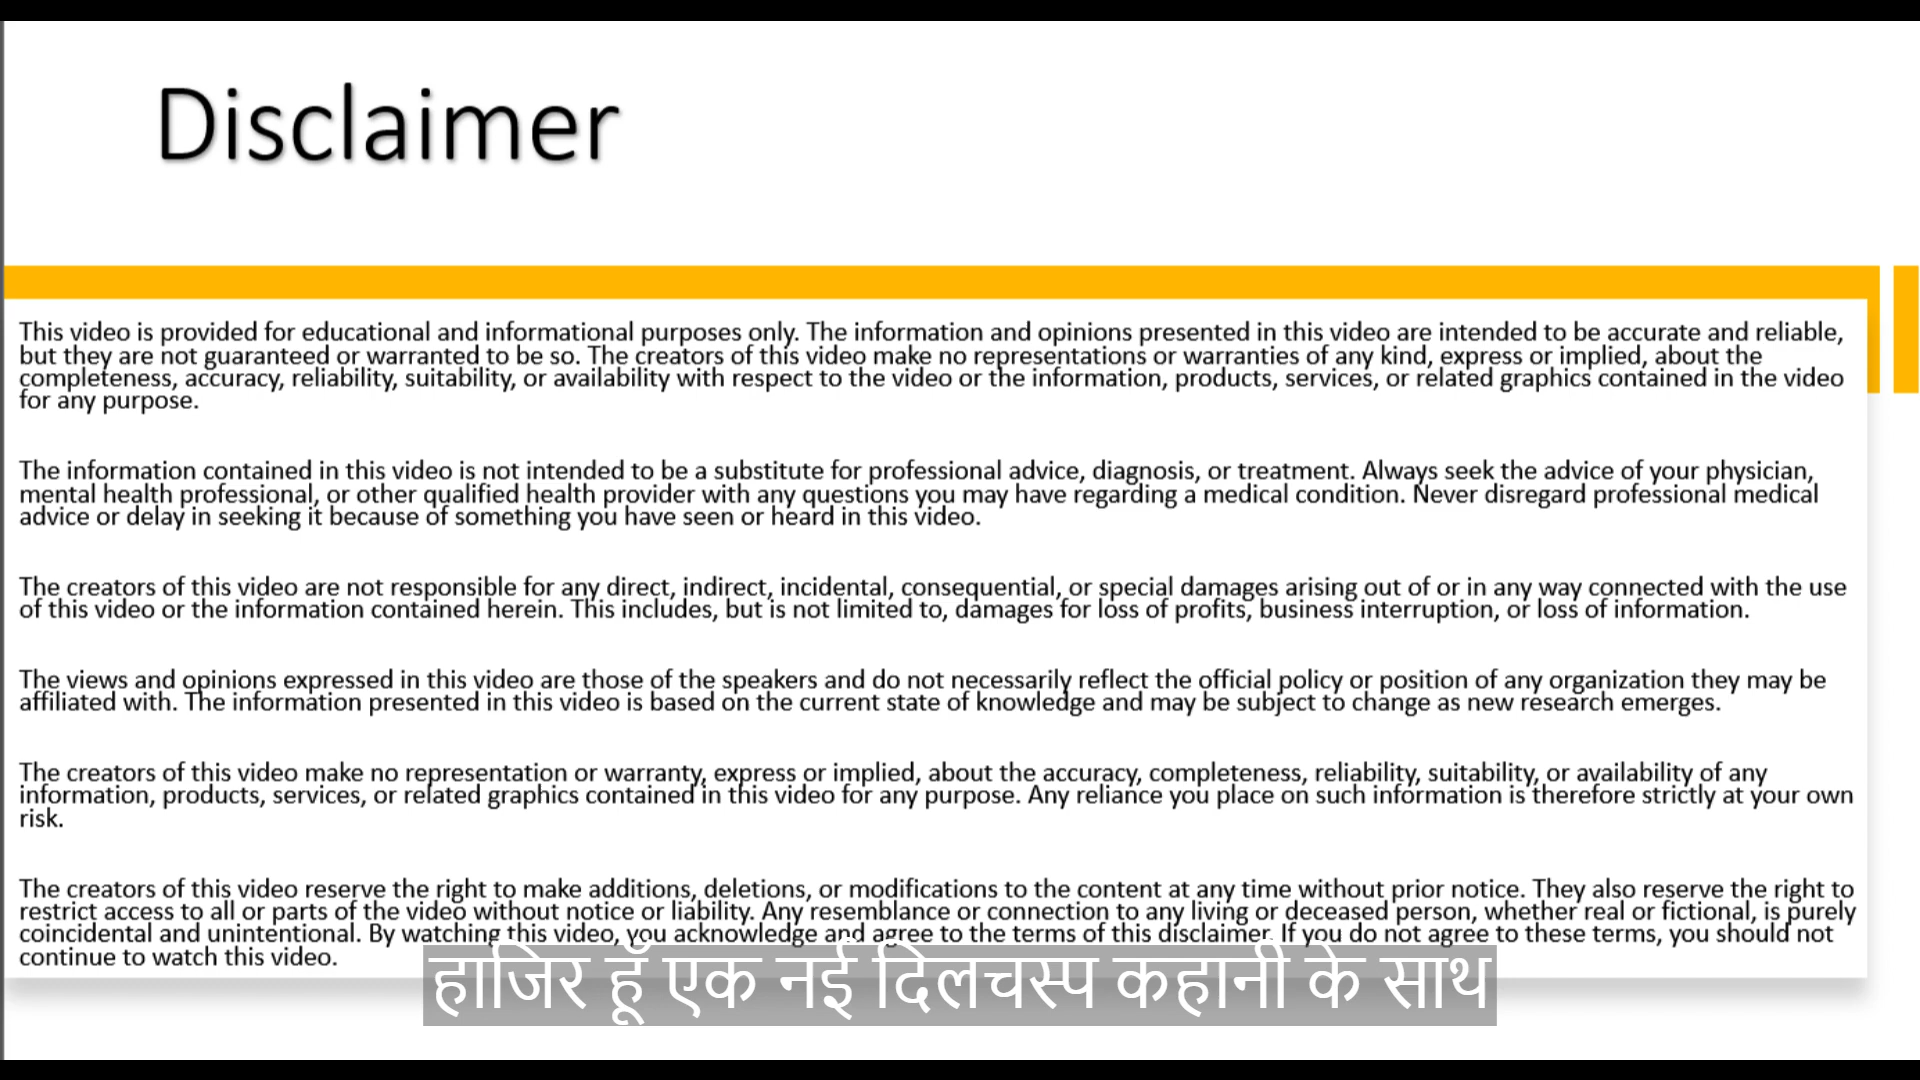 Disclaimer
This video is provided for educational and informational purposes only. The information and opinions presented in this video are intended to be accurate and reliable,
but they are not guaranteed or warranted to be so. The creators of this video make no representations or warranties of any kind, express or implied, about the
completeness, accuracy, reliability, suitability, or availability with respect to the video or the information, products, services, or related graphics contained in the video
for any purpose.
The information contained in this video is not intended to be a substitute for professional advice, diagnosis, or treatment. Always seek the advice of your physician,
mental health professional, or other qualified health provider with any questions you may have regarding a medical condition. Never disregard professional medical
advice or delay in seeking it because of something you have seen or heard in this video.
The creators of this video are not responsible for any direct, indirect, incidental, consequential, or special damages arising out of or in any way connected with the use
of this video or the information contained herein. This includes, but is not limited to, damages for loss of profits, business interruption, or loss of information.
The views and opinions expressed in this video are those of the speakers and do not necessarily reflect the official policy or position of any organization they may be
affiliated with. The information presented in this video is based on the current state of knowledge and may be subject to change as new research emerges.
The creators of this video make no representation or warranty, express or implied, about the accuracy, completeness, reliability, suitability, or availability of any
information, products, services, or related graphics contained in this video for any purpose. Any reliance you place on such information is therefore strictly at your own
risk.
The creators of this video reserve the right to make additions, deletions, or modifications to the content at any time without prior notice. They also reserve the right to
restrict access to all or parts of the video without notice or liability. Any resemblance or connection to any living or deceased person, whether real or fictional, is purely
coincidental and unintentional. By watching this video, you acknowledge and agree to the terms of this disclaimer. If you do not agree to these terms, you should not
continue to watch this video.
हाजिर हूँ एक नई दिलचस्प कहानी के साथ